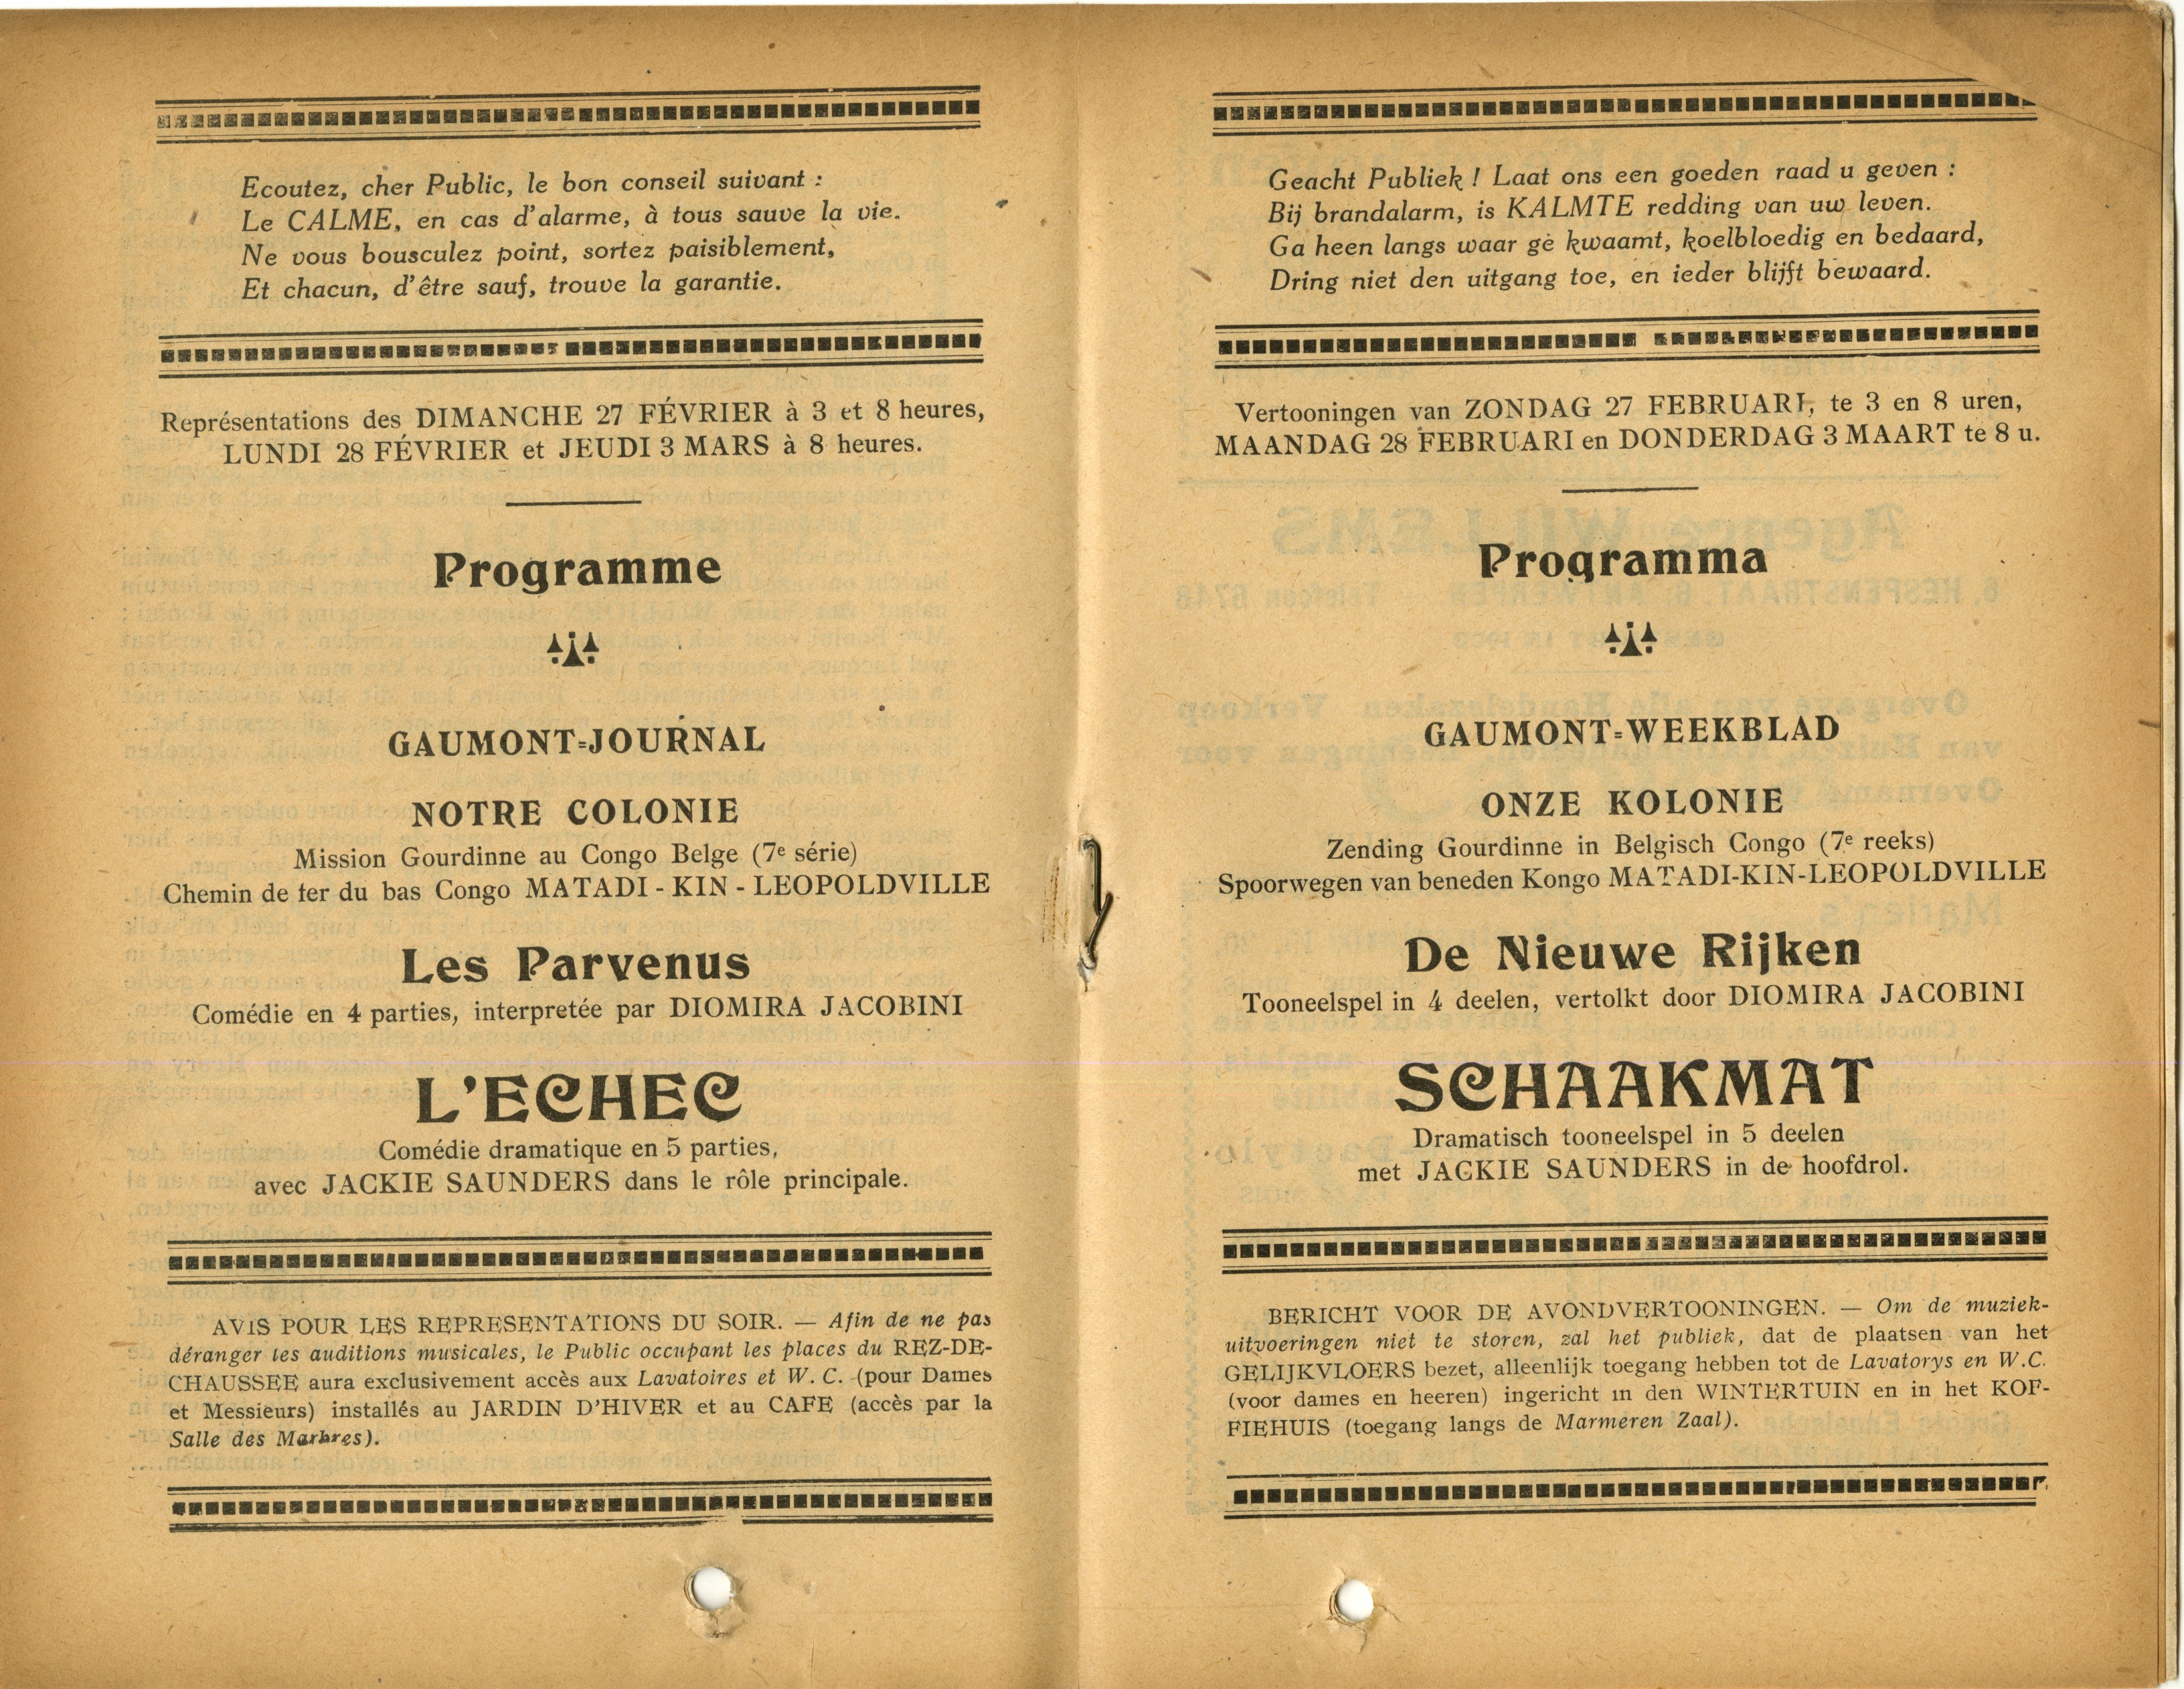 Ecoutez, cher Public, le bon conseil suivant :
Le CALME, en cas d'alarme, à tous sauve la vie.
Ne vous bousculez point, sortez paisiblement,
Et chacun, d'être sauf, trouve la garantie.
Représentations des DIMANCHE 27 FÉVRIER à 3 et 8 heures,
LUNDI 28 FÉVRIER et JEUDI 3 MARS à 8 heures.
Programme
GAUMONT=JOURNAL
NOTRE COLONIE
Mission Gourdinne au Congo Belge (7e série)
Chemin de fer du bas Congo MATADI - KIN - LEOPOLDVILLE
Les Parvenus
Comédie en 4 parties, interpretée par DIOMIRA JACOBINI
L'ECHEC
Comédie dramatique en 5 parties,
avec JACKIE SAUNDERS dans le rôle principale.
AVIS POUR LES REPRESENTATIONS DU SOIR. — Afin de ne pas
déranger les auditions musicales, le Public occupant les places du REZ-DE-
CHAUSSEE aura exclusivement accès aux Lavatoires et W. C. (pour Dames
et Messieurs) installés au JARDIN D'HIVER et au CAFE (accès par la
Salle des Marbres).
Geacht Publiek ! Laat ons een goeden raad u geven :
Bij brandalarm, is KALMTE redding van uw leven.
Ga heen langs waar ge kwaamt, koelbloedig en bedaard,
Dring niet den uitgang toe, en ieder blijft bewaard.
Vertooningen van ZONDAG 27 FEBRUARI, te 3 en 8 uren,
MAANDAG 28 FEBRUARI en DONDERDAG 3 MAART te 8 u.
Programma
GAUMONT=WEEKBLAD
ONZE KOLONIE
Zending Gourdinne in Belgisch Congo (7e reeks)
Spoorwegen van beneden Kongo MATADI-KIN-LEOPOLDVILLE
De Nieuwe Rijken
Tooneelspel in 4 deelen, vertolkt door DIOMIRA JACOBINI
SCHAAKMAT
Dramatisch tooneelspel in 5 deelen
met JACKIE SAUNDERS in de hoofdrol.
BERICHT VOOR DE AVONDVERTOONINGEN. — Om de muziek-
uitvoeringen niet te storen, zal het publiek, dat de plaatsen van het
GELIJKVLOERS bezet, alleenlijk toegang hebben tot de Lavatorys en W.C.
(voor dames en heeren) ingericht in den WINTERTUIN en in het KOF-
FIEHUIS (toegang langs de Marmeren Zaal).